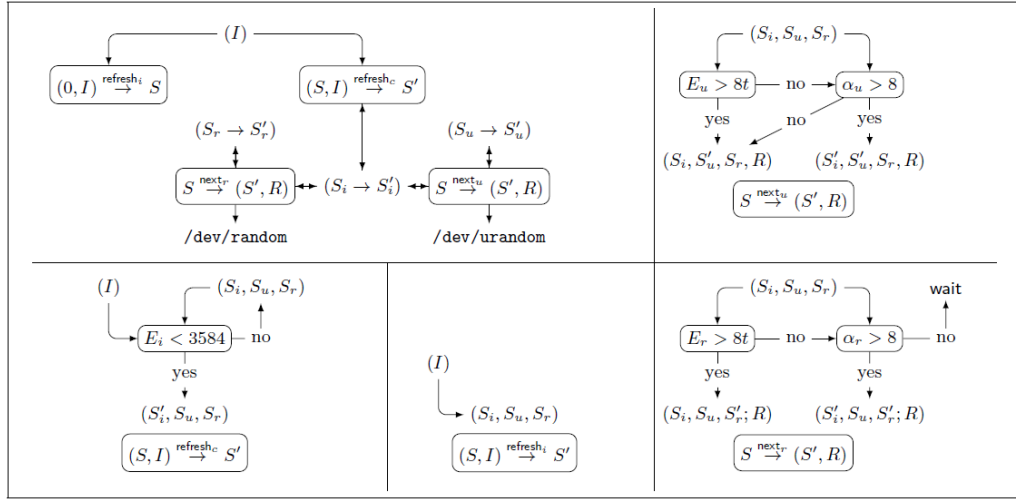 (I)
(0, I) →^{refresh_i} S
(S, I) →^{refresh_c} S′
(S_r → S′_r)
(S_u → S′_u)
S →^{next_r} (S′, R)
(S_i → S′_i)
S →^{next_u} (S′, R)
/dev/random
/dev/urandom
(S_i, S_u, S_r)
E_u > 8t
no
α_u > 8
yes
no
yes
(S_i, S′_u, S_r, R)
(S′_i, S′_u, S_r, R)
S →^{next_u} (S′, R)
(I)
(S_i, S_u, S_r)
E_i < 3584
no
yes
(S′_i, S_u, S_r)
(S, I) →^{refresh_c} S′
(I)
(S_i, S_u, S_r)
(S, I) →^{refresh_i} S′
(S_i, S_u, S_r)
wait
E_r > 8t
no
α_r > 8
no
yes
yes
(S_i, S_u, S′_r; R)
(S′_i, S_u, S′_r; R)
S →^{next_r} (S′, R)